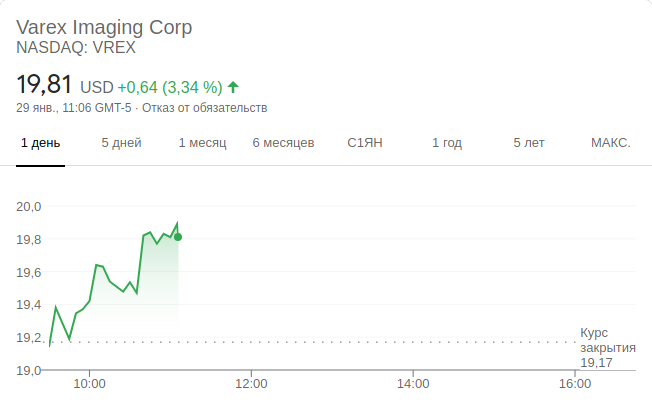 Varex Imaging Corp
NASDAQ: VREX
19,81 USD +0,64 (3,34 %)
29 янв., 11:06 GMT-5 · Отказ от обязательств
1 день 5 дней 1 месяц 6 месяцев С1ЯН 1 год 5 лет МАКС.
20,0
19,8
19,6
19,4
19,2
19,0
Курс
закрытия
19,17
10:00 12:00 14:00 16:00